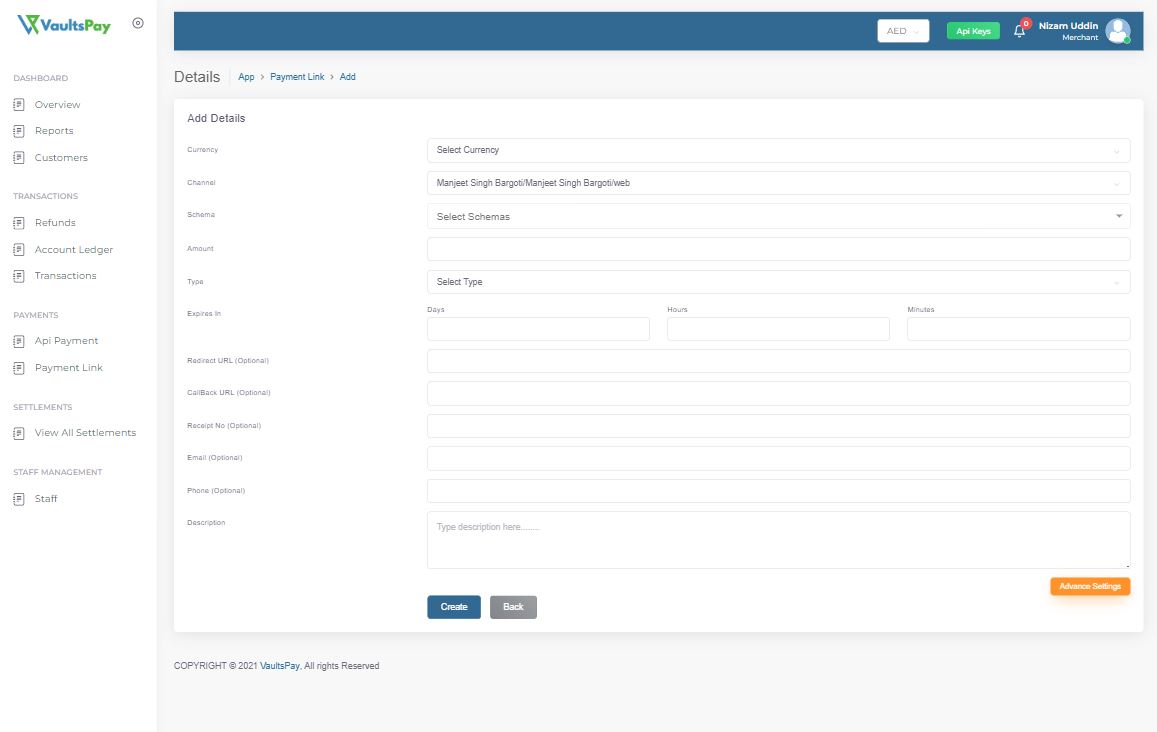 VaultsPay
AED
Api Keys
0
Nizam Uddin
Merchant
DASHBOARD
Overview
Reports
Customers
TRANSACTIONS
Refunds
Account Ledger
Transactions
PAYMENTS
Api Payment
Payment Link
SETTLEMENTS
View All Settlements
STAFF MANAGEMENT
Staff
Details
App > Payment Link > Add
Add Details
Currency
Select Currency
Channel
Manjeet Singh Bargoti/Manjeet Singh Bargoti/web
Schema
Select Schemas
Amount
Type
Select Type
Expires In
Days
Hours
Minutes
Redirect URL (Optional)
CallBack URL (Optional)
Receipt No (Optional)
Email (Optional)
Phone (Optional)
Description
Type description here........
Advance Settings
Create
Back
COPYRIGHT © 2021 VaultsPay, All rights Reserved